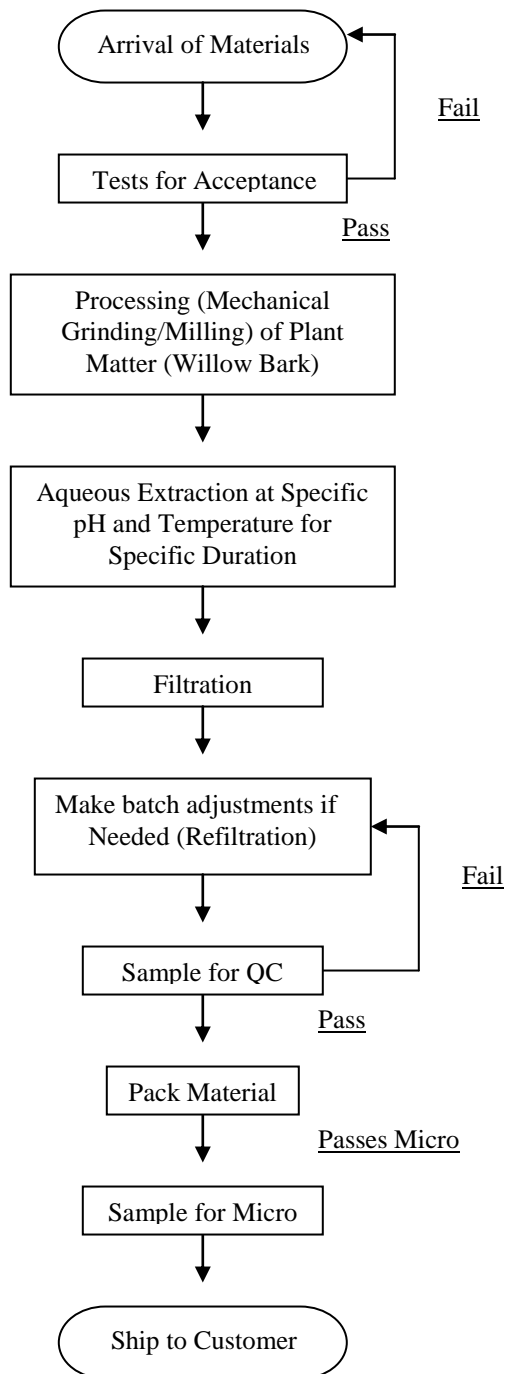 Arrival of Materials
Fail
Tests for Acceptance
Pass
Processing (Mechanical
Grinding/Milling) of Plant
Matter (Willow Bark)
Aqueous Extraction at Specific
pH and Temperature for
Specific Duration
Filtration
Make batch adjustments if
Needed (Refiltration)
Fail
Sample for QC
Pass
Pack Material
Passes Micro
Sample for Micro
Ship to Customer